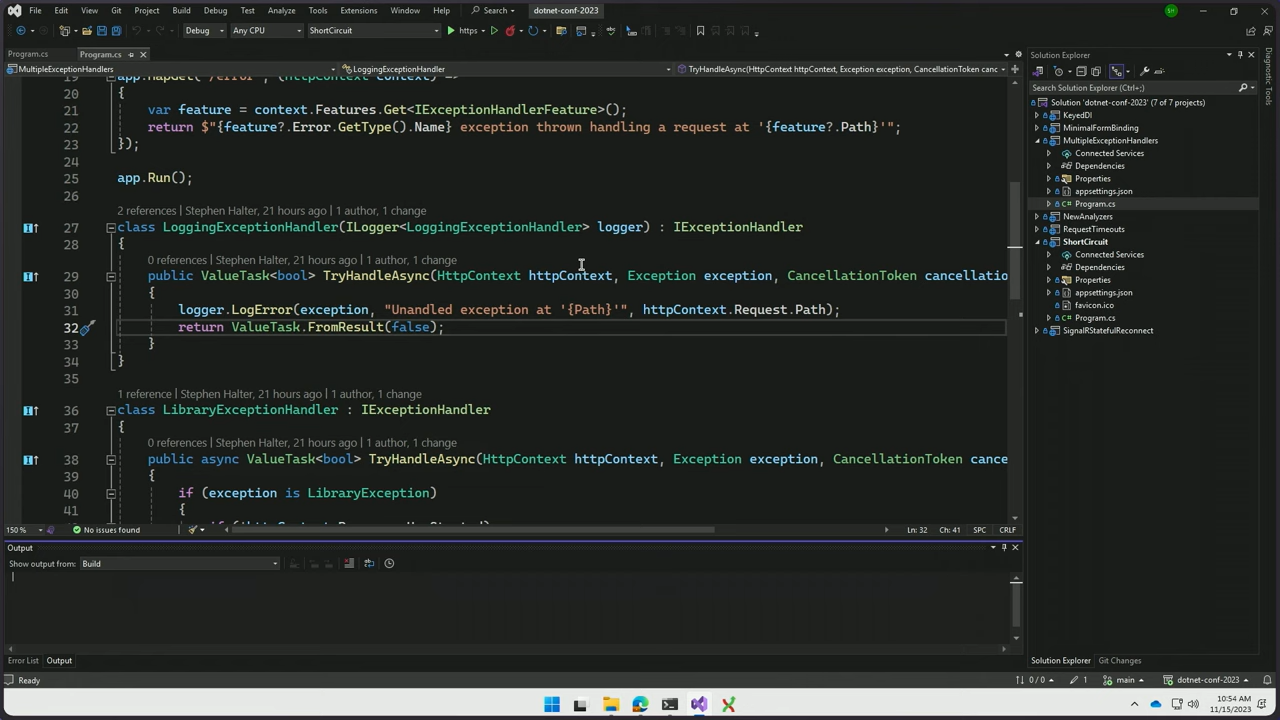 File Edit View Git Project Build Debug Test Analyze Tools Extensions Window Help Search dotnet-conf-2023 SH
Debug Any CPU ShortCircuit https
Program.cs Program.cs
MultipleExceptionHandlers LoggingExceptionHandler TryHandleAsync(HttpContext httpContext, Exception exception, CancellationToken canc
19 app.MapGet("/error", (HttpContext context) =>
20 {
21 var feature = context.Features.Get<IExceptionHandlerFeature>();
22 return $"{feature?.Error.GetType().Name} exception thrown handling a request at '{feature?.Path}'";
23 });
24
25 app.Run();
26
2 references | Stephen Halter, 21 hours ago | 1 author, 1 change
27 class LoggingExceptionHandler(ILogger<LoggingExceptionHandler> logger) : IExceptionHandler
28 {
0 references | Stephen Halter, 21 hours ago | 1 author, 1 change
29 public ValueTask<bool> TryHandleAsync(HttpContext httpContext, Exception exception, CancellationToken cancellatio
30 {
31 logger.LogError(exception, "Unandled exception at '{Path}'", httpContext.Request.Path);
32 return ValueTask.FromResult(false);
33 }
34 }
35
1 reference | Stephen Halter, 21 hours ago | 1 author, 1 change
36 class LibraryExceptionHandler : IExceptionHandler
37 {
0 references | Stephen Halter, 21 hours ago | 1 author, 1 change
38 public async ValueTask<bool> TryHandleAsync(HttpContext httpContext, Exception exception, CancellationToken cance
39 {
40 if (exception is LibraryException)
41 {
150 % No issues found Ln: 32 Ch: 41 SPC CRLF
Output
Show output from: Build
Error List Output
Ready 0 / 0 1 main dotnet-conf-2023
Solution Explorer
Search Solution Explorer (Ctrl+;)
Solution 'dotnet-conf-2023' (7 of 7 projects)
KeyedDI
MinimalFormBinding
MultipleExceptionHandlers
Connected Services
Dependencies
Properties
appsettings.json
C# Program.cs
NewAnalyzers
RequestTimeouts
ShortCircuit
Connected Services
Dependencies
Properties
appsettings.json
favicon.ico
C# Program.cs
SignalRStatefulReconnect
Solution Explorer Git Changes
Diagnostic Tools
10:54 AM
11/15/2023